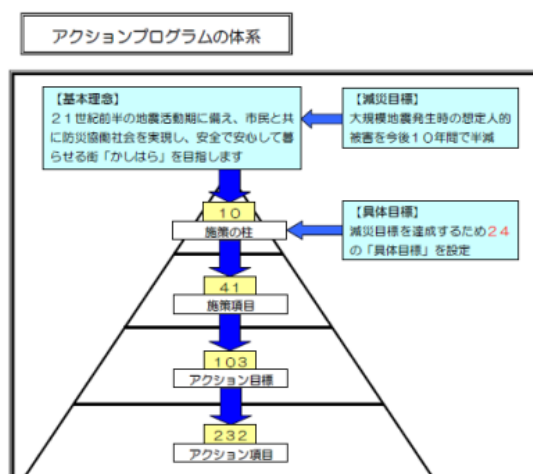 アクションプログラムの体系
【基本理念】
21世紀前半の地震活動期に備え、市民と共
に防災協働社会を実現し、安全で安心して暮
らせる街「かしはら」を目指します
【減災目標】
大規模地震発生時の想定人的
被害を今後10年間で半減
10
施策の柱
【具体目標】
減災目標を達成するため24
の「具体目標」を設定
41
施策項目
103
アクション目標
232
アクション項目